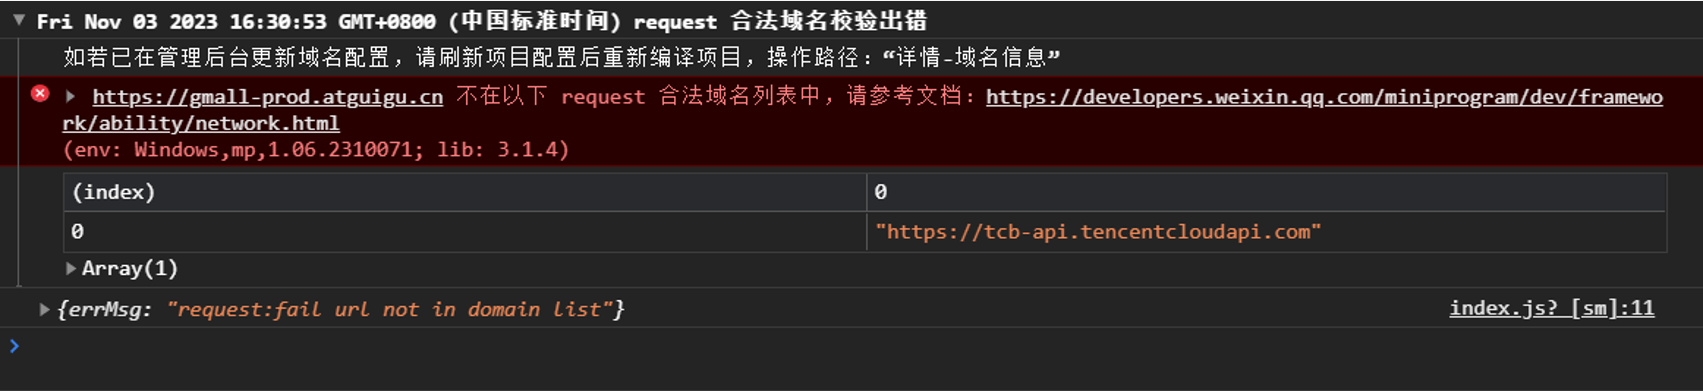 Fri Nov 03 2023 16:30:53 GMT+0800 (中国标准时间) request 合法域名校验出错
如若已在管理后台更新域名配置，请刷新项目配置后重新编译项目，操作路径：“详情-域名信息”
https://gmall-prod.atguigu.cn 不在以下 request 合法域名列表中，请参考文档：https://developers.weixin.qq.com/miniprogram/dev/framewo
rk/ability/network.html
(env: Windows,mp,1.06.2310071; lib: 3.1.4)
(index) 0
0 "https://tcb-api.tencentcloudapi.com"
Array(1)
{errMsg: "request:fail url not in domain list"} index.js? [sm]:11